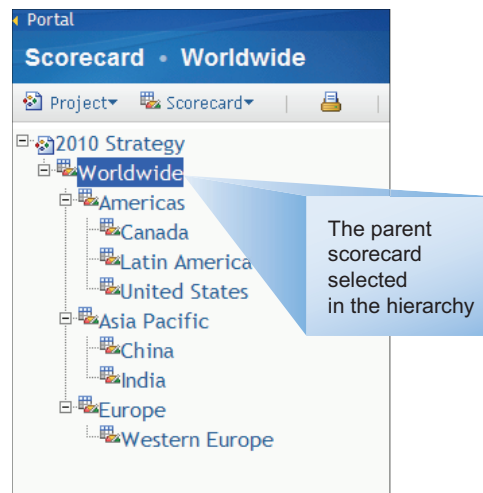 Portal
Scorecard • Worldwide
Project Scorecard
2010 Strategy
Worldwide
Americas
Canada
Latin America
United States
Asia Pacific
China
India
Europe
Western Europe
The parent
scorecard
selected
in the hierarchy